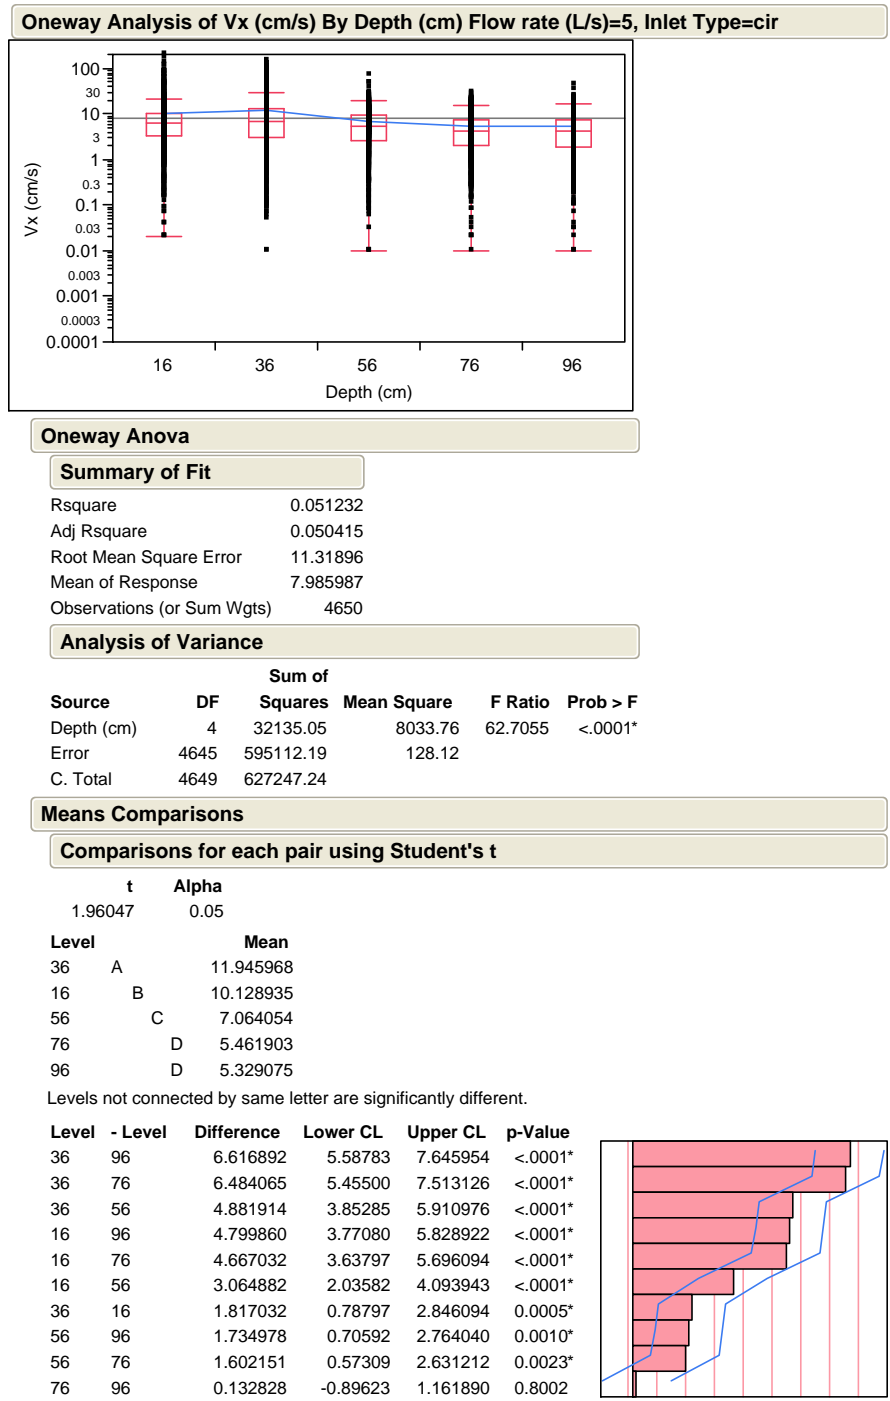 Oneway Analysis of Vx (cm/s) By Depth (cm) Flow rate (L/s)=5, Inlet Type=cir
Vx (cm/s)
100
30
10
3
1
0.3
0.1
0.03
0.01
0.003
0.001
0.0003
0.0001
16 36 56 76 96
Depth (cm)
Oneway Anova
Summary of Fit
Rsquare 0.051232
Adj Rsquare 0.050415
Root Mean Square Error 11.31896
Mean of Response 7.985987
Observations (or Sum Wgts) 4650
Analysis of Variance
Sum of
Source DF Squares Mean Square F Ratio Prob > F
Depth (cm) 4 32135.05 8033.76 62.7055 <.0001*
Error 4645 595112.19 128.12
C. Total 4649 627247.24
Means Comparisons
Comparisons for each pair using Student's t
t Alpha
1.96047 0.05
Level Mean
36 A 11.945968
16 B 10.128935
56 C 7.064054
76 D 5.461903
96 D 5.329075
Levels not connected by same letter are significantly different.
Level - Level Difference Lower CL Upper CL p-Value
36 96 6.616892 5.58783 7.645954 <.0001*
36 76 6.484065 5.45500 7.513126 <.0001*
36 56 4.881914 3.85285 5.910976 <.0001*
16 96 4.799860 3.77080 5.828922 <.0001*
16 76 4.667032 3.63797 5.696094 <.0001*
16 56 3.064882 2.03582 4.093943 <.0001*
36 16 1.817032 0.78797 2.846094 0.0005*
56 96 1.734978 0.70592 2.764040 0.0010*
56 76 1.602151 0.57309 2.631212 0.0023*
76 96 0.132828 -0.89623 1.161890 0.8002